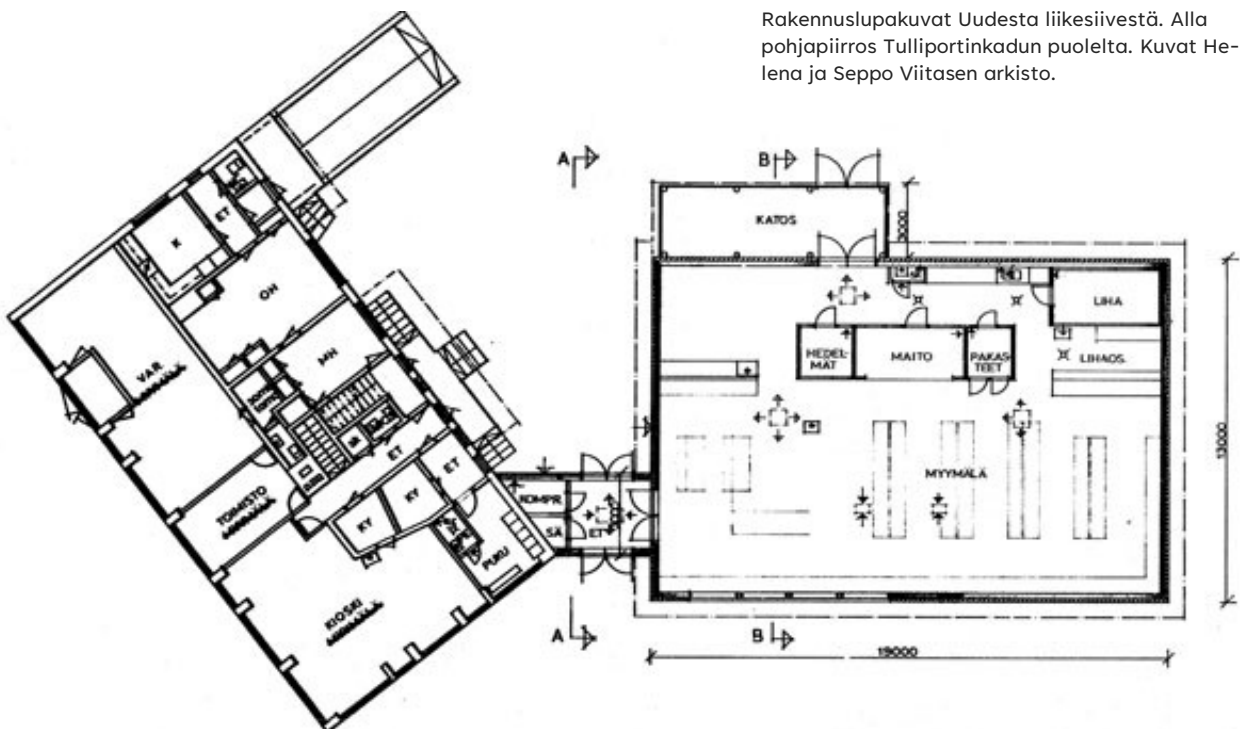 Rakennuslupakuvat Uudesta liikesiivestä. Alla
pohjapiirros Tulliportinkadun puolelta. Kuvat He-
lena ja Seppo Viitasen arkisto.
A
B
KATOS
3000
K
ET
OH
VAR
MH
HEDEL-
MÄT
MAITO
PAKAS-
TEET
LIHA
LIHAOS.
MYYMÄLÄ
13000
ET
ET
TOIMISTO
KY
KY
KOMPR.
SÄ
ET
PUKU
KIOSKI
A
B
19000